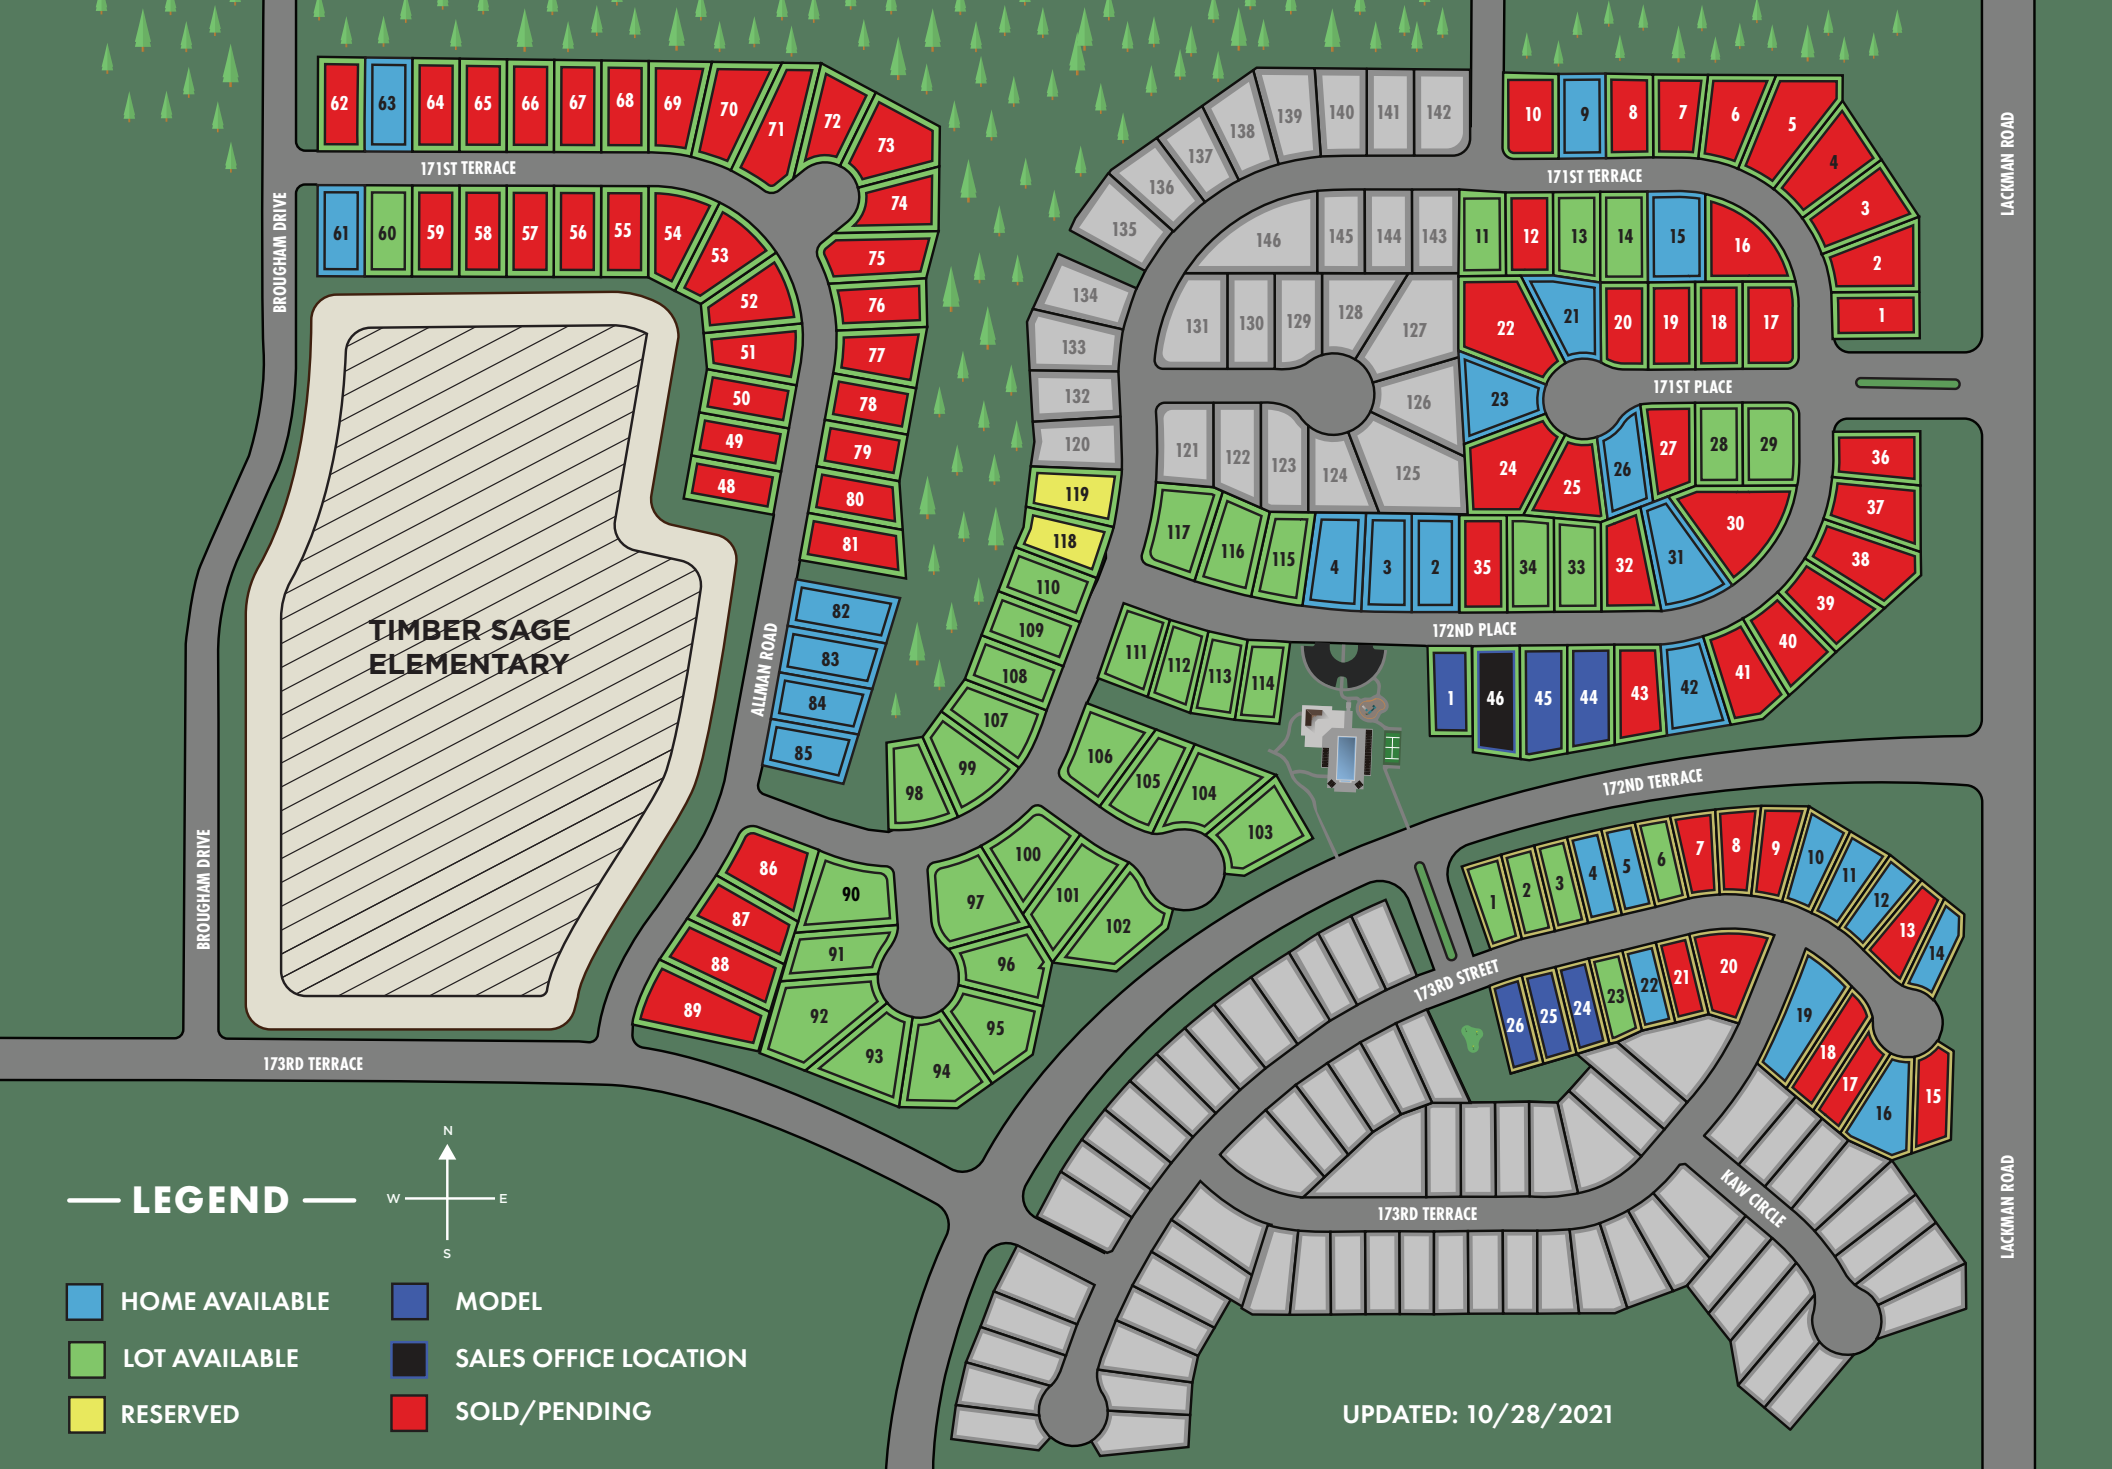 62 63 64 65 66 67 68 69 70 71 72 73
139 140 141 142
10 9 8 7 6 5
138
137
136
135
4
3
2
1
171ST TERRACE
171ST TERRACE
LACKMAN ROAD
BROUGHAM DRIVE
74
75
76
77
78
79
80
81
61 60 59 58 57 56 55 54 53
52
51
50
49
48
146 145 144 143 11 12 13 14 15 16
134
133
132
120
119
118
131 130 129 128 127 22 21 20 19 18 17
126 23
171ST PLACE
121 122 123 124 125 24 25 26 27 28 29
30
36
37
38
39
40
41
117 116 115 4 3 2 35 34 33 32 31
172ND PLACE
110
109
108
107
99
98
111 112 113 114
1 46 45 44 43 42
TIMBER SAGE
ELEMENTARY
ALLMAN ROAD
82
83
84
85
106 105 104 103
172ND TERRACE
BROUGHAM DRIVE
86
87
88
89
90
91
92
93
94
95
96
97
100
101
102
1 2 3 4 5 6 7 8 9 10 11 12 13 14
173RD STREET
26 25 24 23 22 21 20
19 18 17 16 15
173RD TERRACE
173RD TERRACE
KAW CIRCLE
LACKMAN ROAD
N
W E
S
LEGEND
HOME AVAILABLE
MODEL
LOT AVAILABLE
SALES OFFICE LOCATION
RESERVED
SOLD/PENDING
UPDATED: 10/28/2021